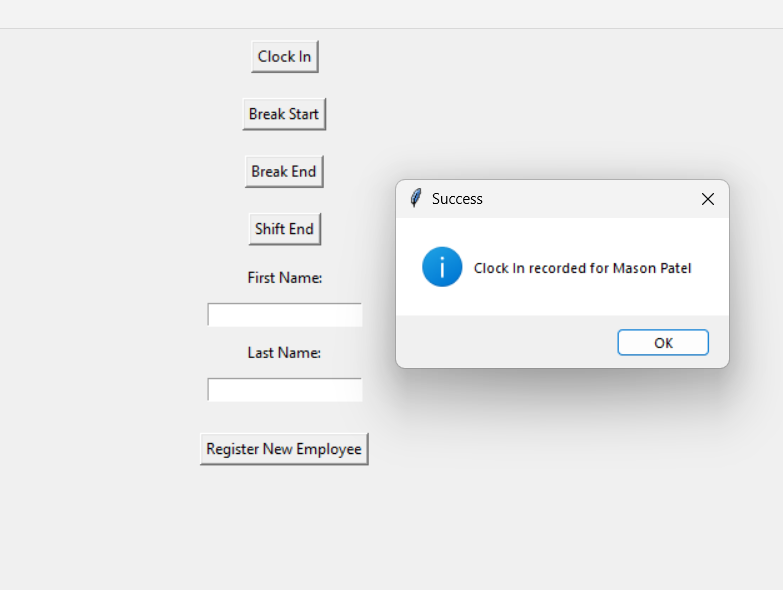 Clock In
Break Start
Break End
Shift End
First Name:
Last Name:
Register New Employee
Success
Clock In recorded for Mason Patel
OK